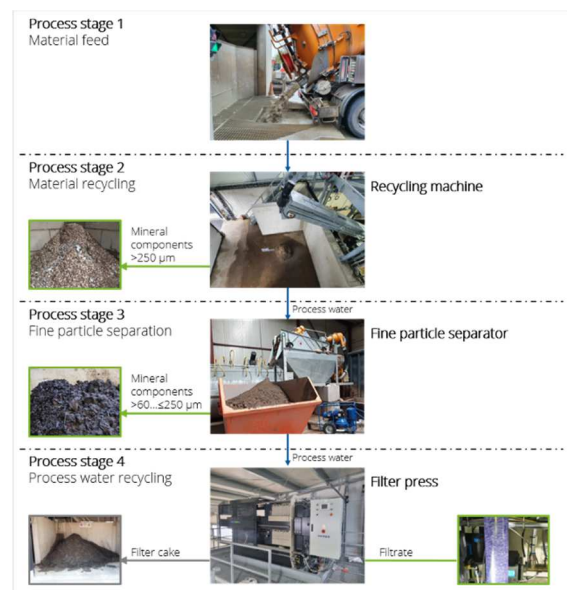 Process stage 1
Material feed
Process stage 2
Material recycling
Recycling machine
Mineral
components
>250 µm
Process water
Process stage 3
Fine particle separation
Fine particle separator
Mineral
components
>60...≤250 µm
Process water
Process stage 4
Process water recycling
Filter press
Filter cake
Filtrate